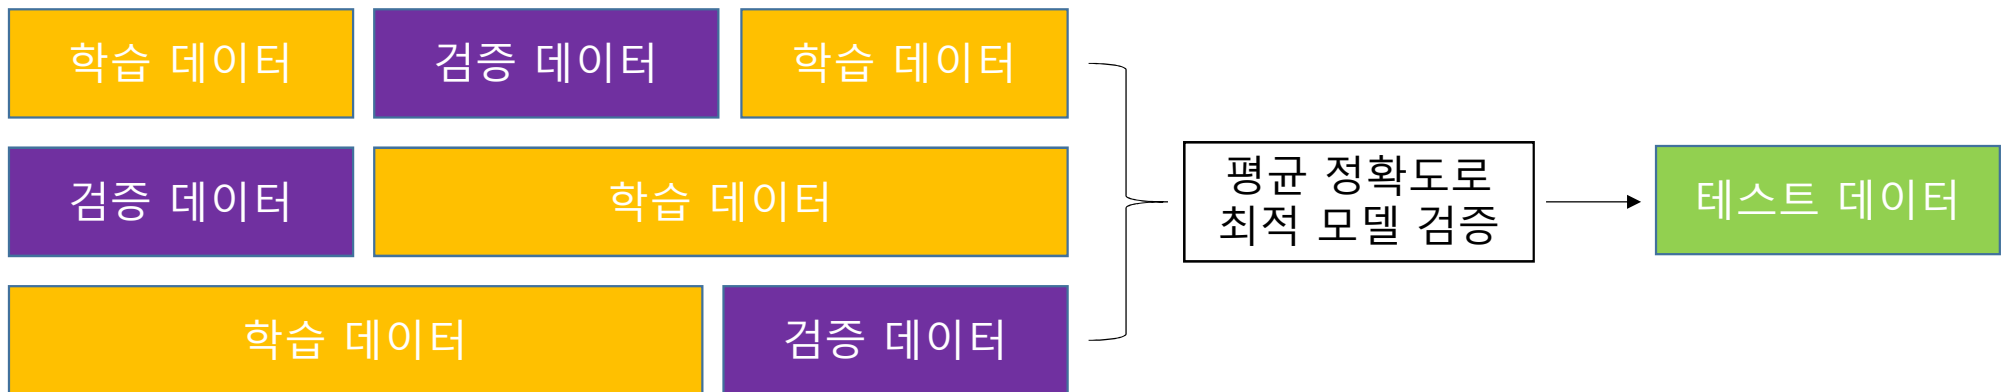 학습 데이터
검증 데이터
학습 데이터
검증 데이터
학습 데이터
학습 데이터
검증 데이터
평균 정확도로
최적 모델 검증
테스트 데이터